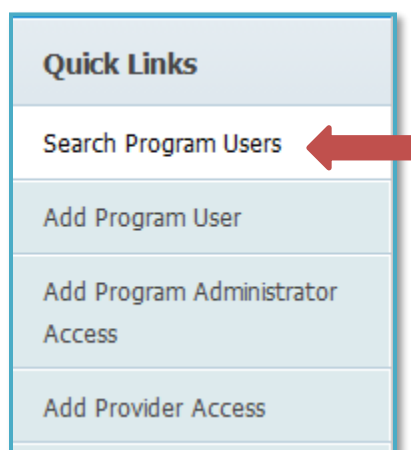 Quick Links
Search Program Users
Add Program User
Add Program Administrator
Access
Add Provider Access